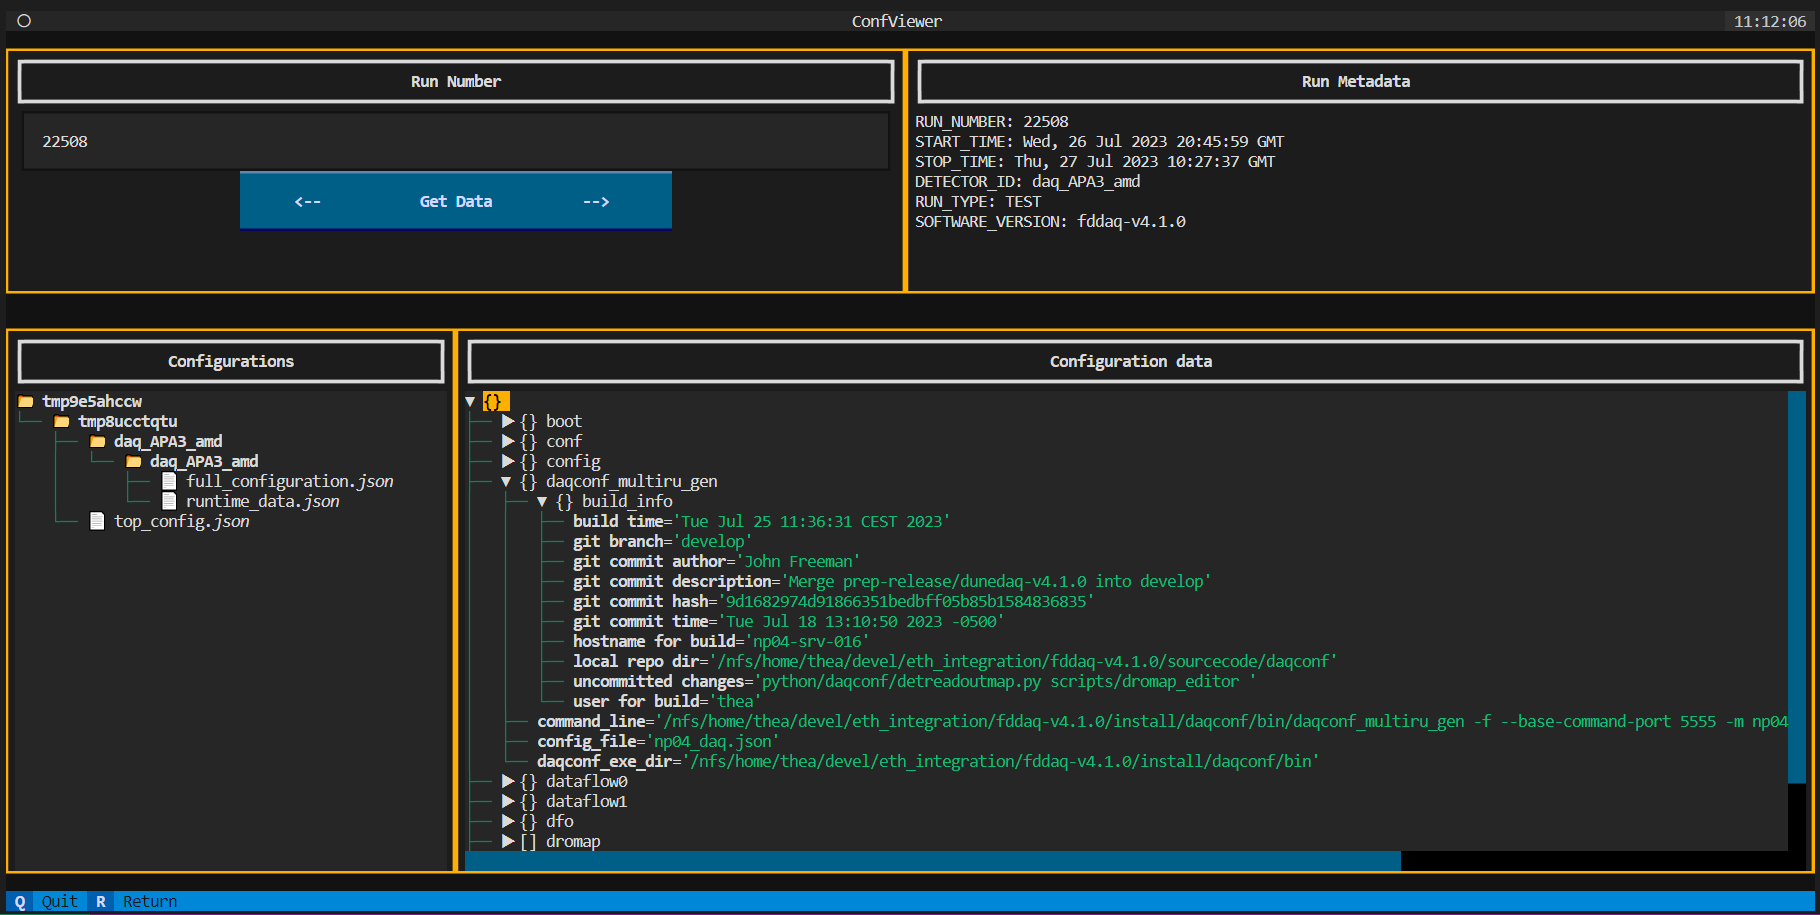 ConfViewer 11:12:06
Run Number
22508
<-- Get Data -->
Run Metadata
RUN_NUMBER: 22508
START_TIME: Wed, 26 Jul 2023 20:45:59 GMT
STOP_TIME: Thu, 27 Jul 2023 10:27:37 GMT
DETECTOR_ID: daq_APA3_amd
RUN_TYPE: TEST
SOFTWARE_VERSION: fddaq-v4.1.0
Configurations
tmp9e5ahccw
tmp8ucctqtu
daq_APA3_amd
daq_APA3_amd
full_configuration.json
runtime_data.json
top_config.json
Configuration data
▼ {}
▶ {} boot
▶ {} conf
▶ {} config
▼ {} daqconf_multiru_gen
▼ {} build_info
build time='Tue Jul 25 11:36:31 CEST 2023'
git branch='develop'
git commit author='John Freeman'
git commit description='Merge prep-release/dunedaq-v4.1.0 into develop'
git commit hash='9d1682974d91866351bedbff05b85b1584836835'
git commit time='Tue Jul 18 13:10:50 2023 -0500'
hostname for build='np04-srv-016'
local repo dir='/nfs/home/thea/devel/eth_integration/fddaq-v4.1.0/sourcecode/daqconf'
uncommitted changes='python/daqconf/detreadoutmap.py scripts/dromap_editor '
user for build='thea'
command_line='/nfs/home/thea/devel/eth_integration/fddaq-v4.1.0/install/daqconf/bin/daqconf_multiru_gen -f --base-command-port 5555 -m np04
config_file='np04_daq.json'
daqconf_exe_dir='/nfs/home/thea/devel/eth_integration/fddaq-v4.1.0/install/daqconf/bin'
▶ {} dataflow0
▶ {} dataflow1
▶ {} dfo
▶ [] dromap
Q Quit R Return